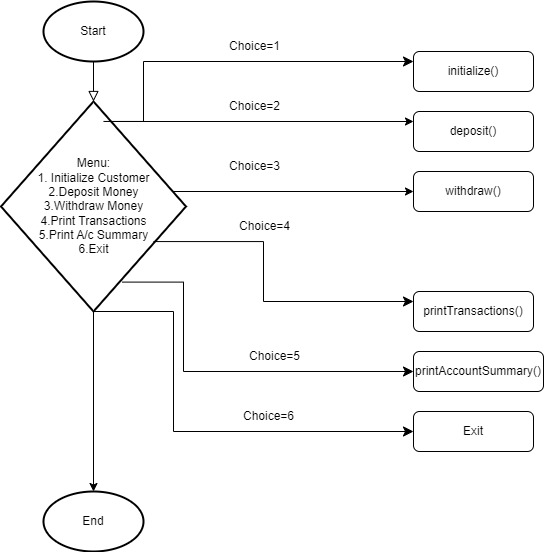 Start
Choice=1
initialize()
Choice=2
deposit()
Menu:
1. Initialize Customer
2.Deposit Money
3.Withdraw Money
4.Print Transactions
5.Print A/c Summary
6.Exit
Choice=3
withdraw()
Choice=4
printTransactions()
Choice=5
printAccountSummary()
Choice=6
Exit
End